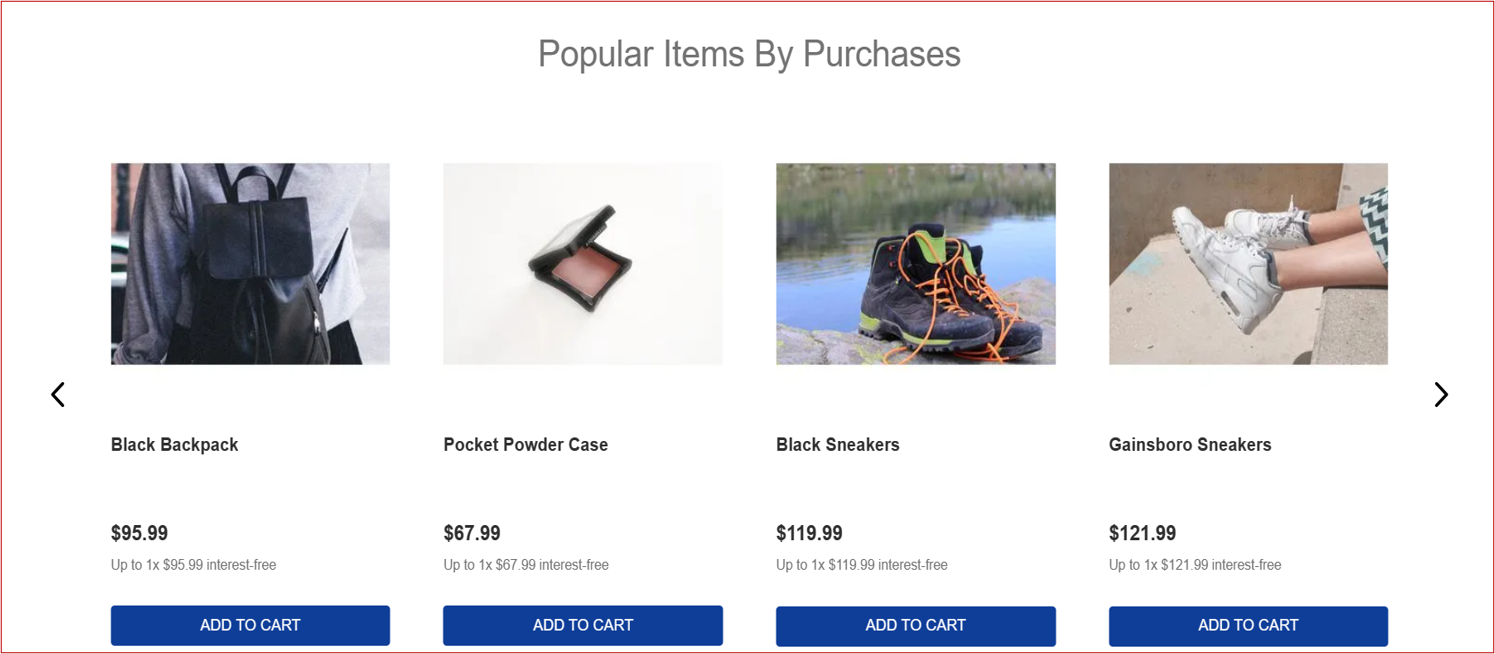 Popular Items By Purchases
Black Backpack
Pocket Powder Case
Black Sneakers
Gainsboro Sneakers
$95.99
$67.99
$119.99
$121.99
Up to 1x $95.99 interest-free
Up to 1x $67.99 interest-free
Up to 1x $119.99 interest-free
Up to 1x $121.99 interest-free
ADD TO CART
ADD TO CART
ADD TO CART
ADD TO CART